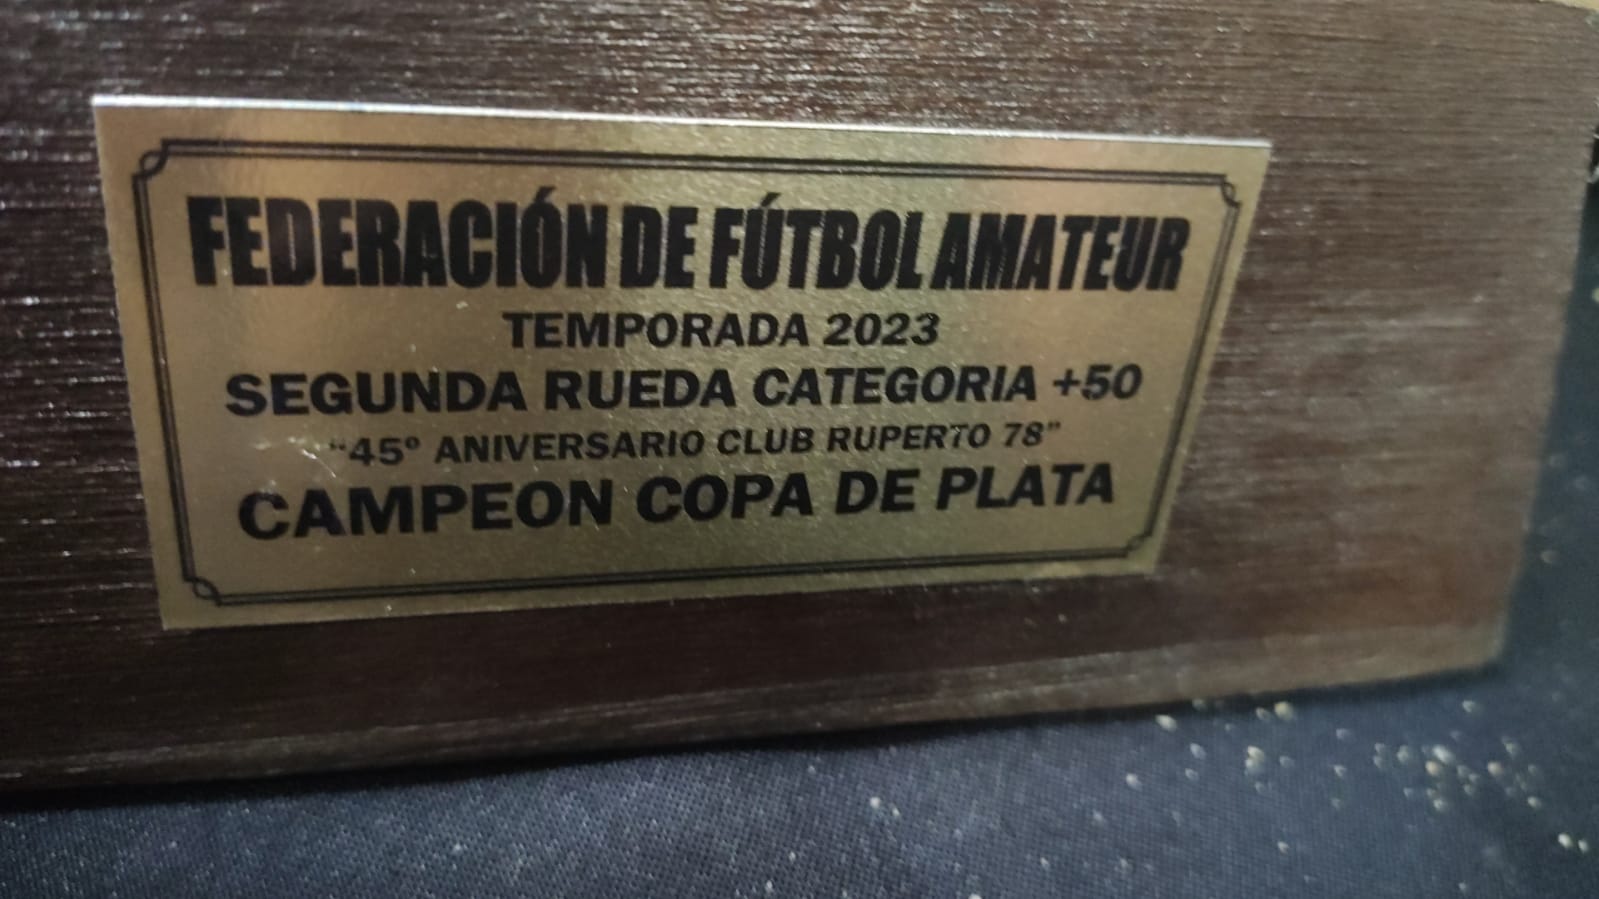 FEDERACIÓN DE FÚTBOL AMATEUR
TEMPORADA 2023
SEGUNDA RUEDA CATEGORIA +50
“45º ANIVERSARIO CLUB RUPERTO 78”
CAMPEON COPA DE PLATA